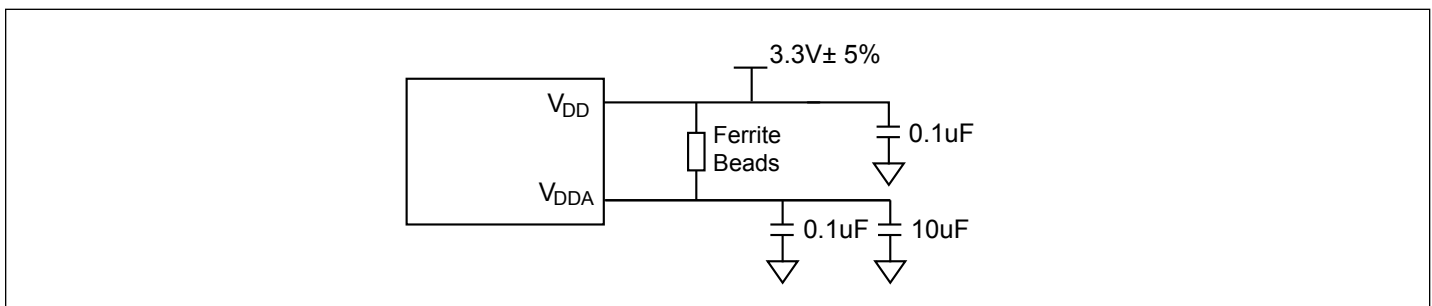 3.3V± 5%
VDD
0.1uF
Ferrite
Beads
VDDA
0.1uF
10uF